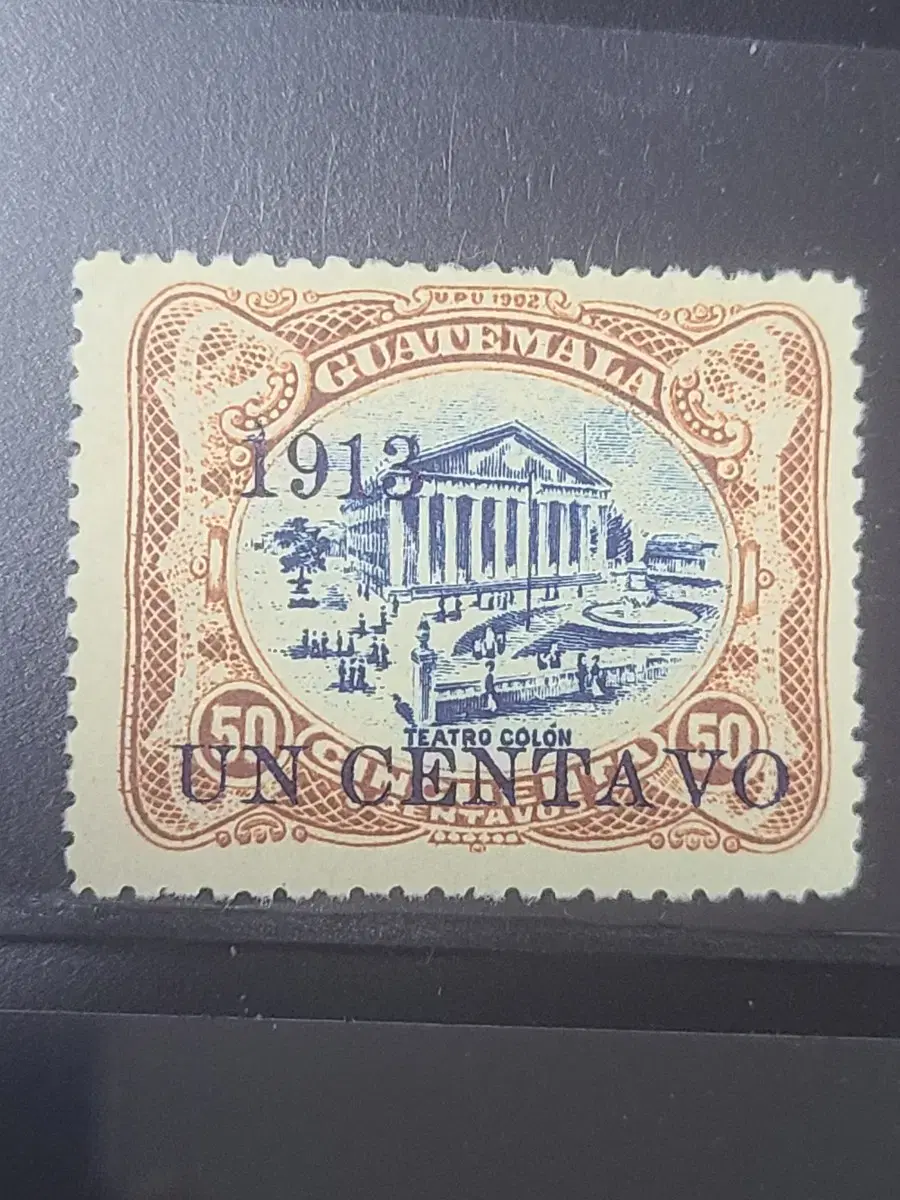 U.P.U 1902
GUATEMALA
1913
TEATRO COLÓN
50 50
UN CENTAVO